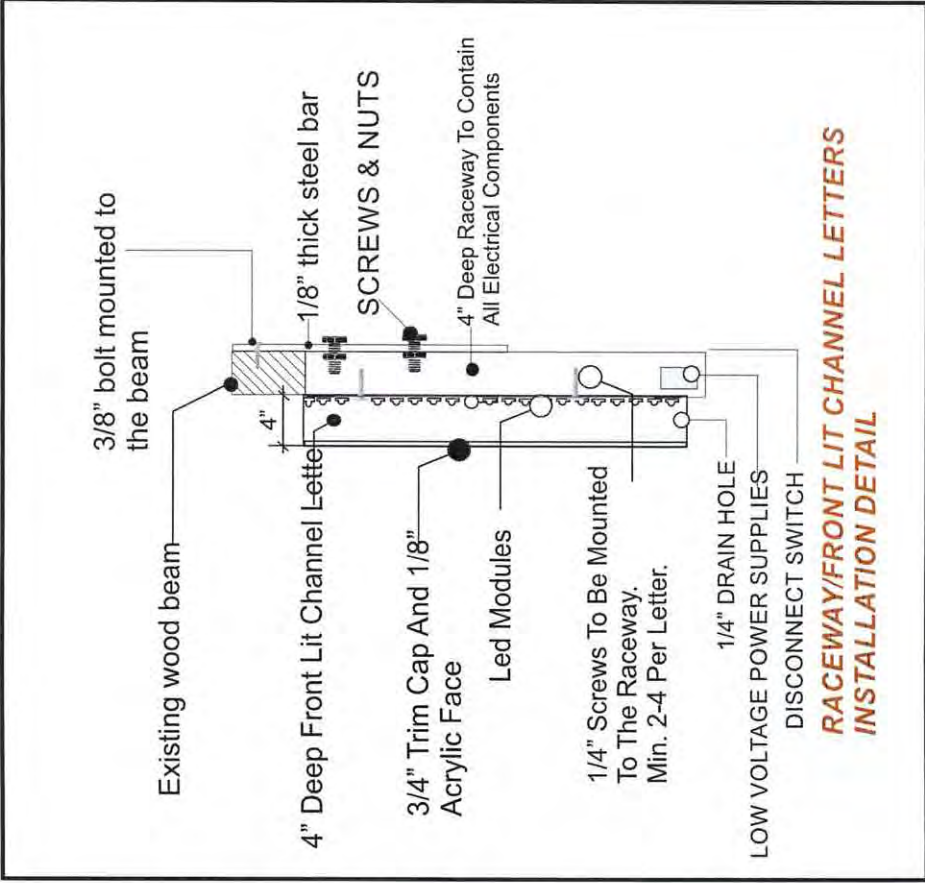 3/8" bolt mounted to
the beam
Existing wood beam
1/8" thick steel bar
SCREWS & NUTS
4"
4" Deep Front Lit Channel Letter
4" Deep Raceway To Contain
All Electrical Components
3/4" Trim Cap And 1/8"
Acrylic Face
Led Modules
1/4" Screws To Be Mounted
To The Raceway.
Min. 2-4 Per Letter.
1/4" DRAIN HOLE
LOW VOLTAGE POWER SUPPLIES
DISCONNECT SWITCH
RACEWAY/FRONT LIT CHANNEL LETTERS
INSTALLATION DETAIL